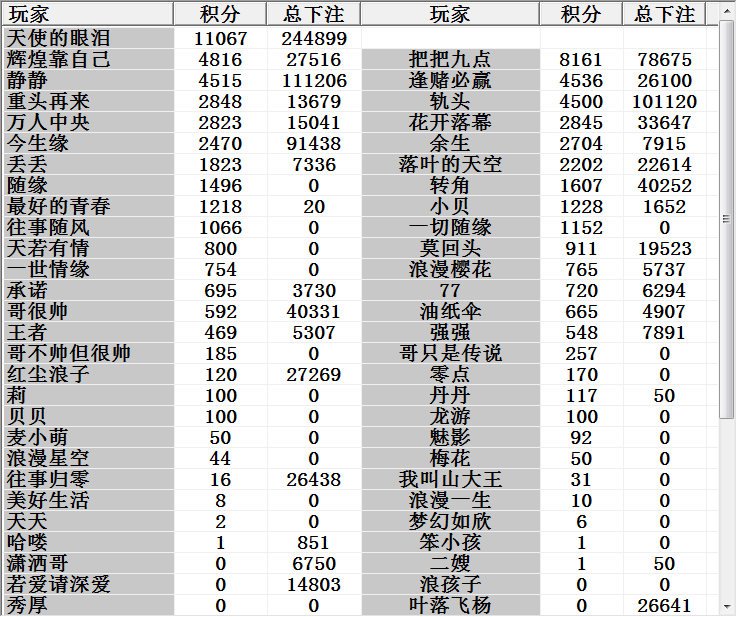 玩家 积分 总下注 玩家 积分 总下注
天使的眼泪 11067 244899
辉煌靠自己 4816 27516 把把九点 8161 78675
静静 4515 111206 逢赌必赢 4536 26100
重头再来 2848 13679 轨头 4500 101120
万人中央 2823 15041 花开落幕 2845 33647
今生缘 2470 91438 余生 2704 7915
丢丢 1823 7336 落叶的天空 2202 22614
随缘 1496 0 转角 1607 40252
最好的青春 1218 20 小贝 1228 1652
往事随风 1066 0 一切随缘 1152 0
天若有情 800 0 莫回头 911 19523
一世情缘 754 0 浪漫樱花 765 5737
承诺 695 3730 77 720 6294
哥很帅 592 40331 油纸伞 665 4907
王者 469 5307 强强 548 7891
哥不帅但很帅 185 0 哥只是传说 257 0
红尘浪子 120 27269 零点 170 0
莉 100 0 丹丹 117 50
贝贝 100 0 龙游 100 0
麦小萌 50 0 魅影 92 0
浪漫星空 44 0 梅花 50 0
往事归零 16 26438 我叫山大王 31 0
美好生活 8 0 浪漫一生 10 0
天天 2 0 梦幻如欣 6 0
哈喽 1 851 笨小孩 1 0
潇洒哥 0 6750 二嫂 1 50
若爱请深爱 0 14803 浪孩子 0 0
秀厚 0 0 叶落飞杨 0 26641